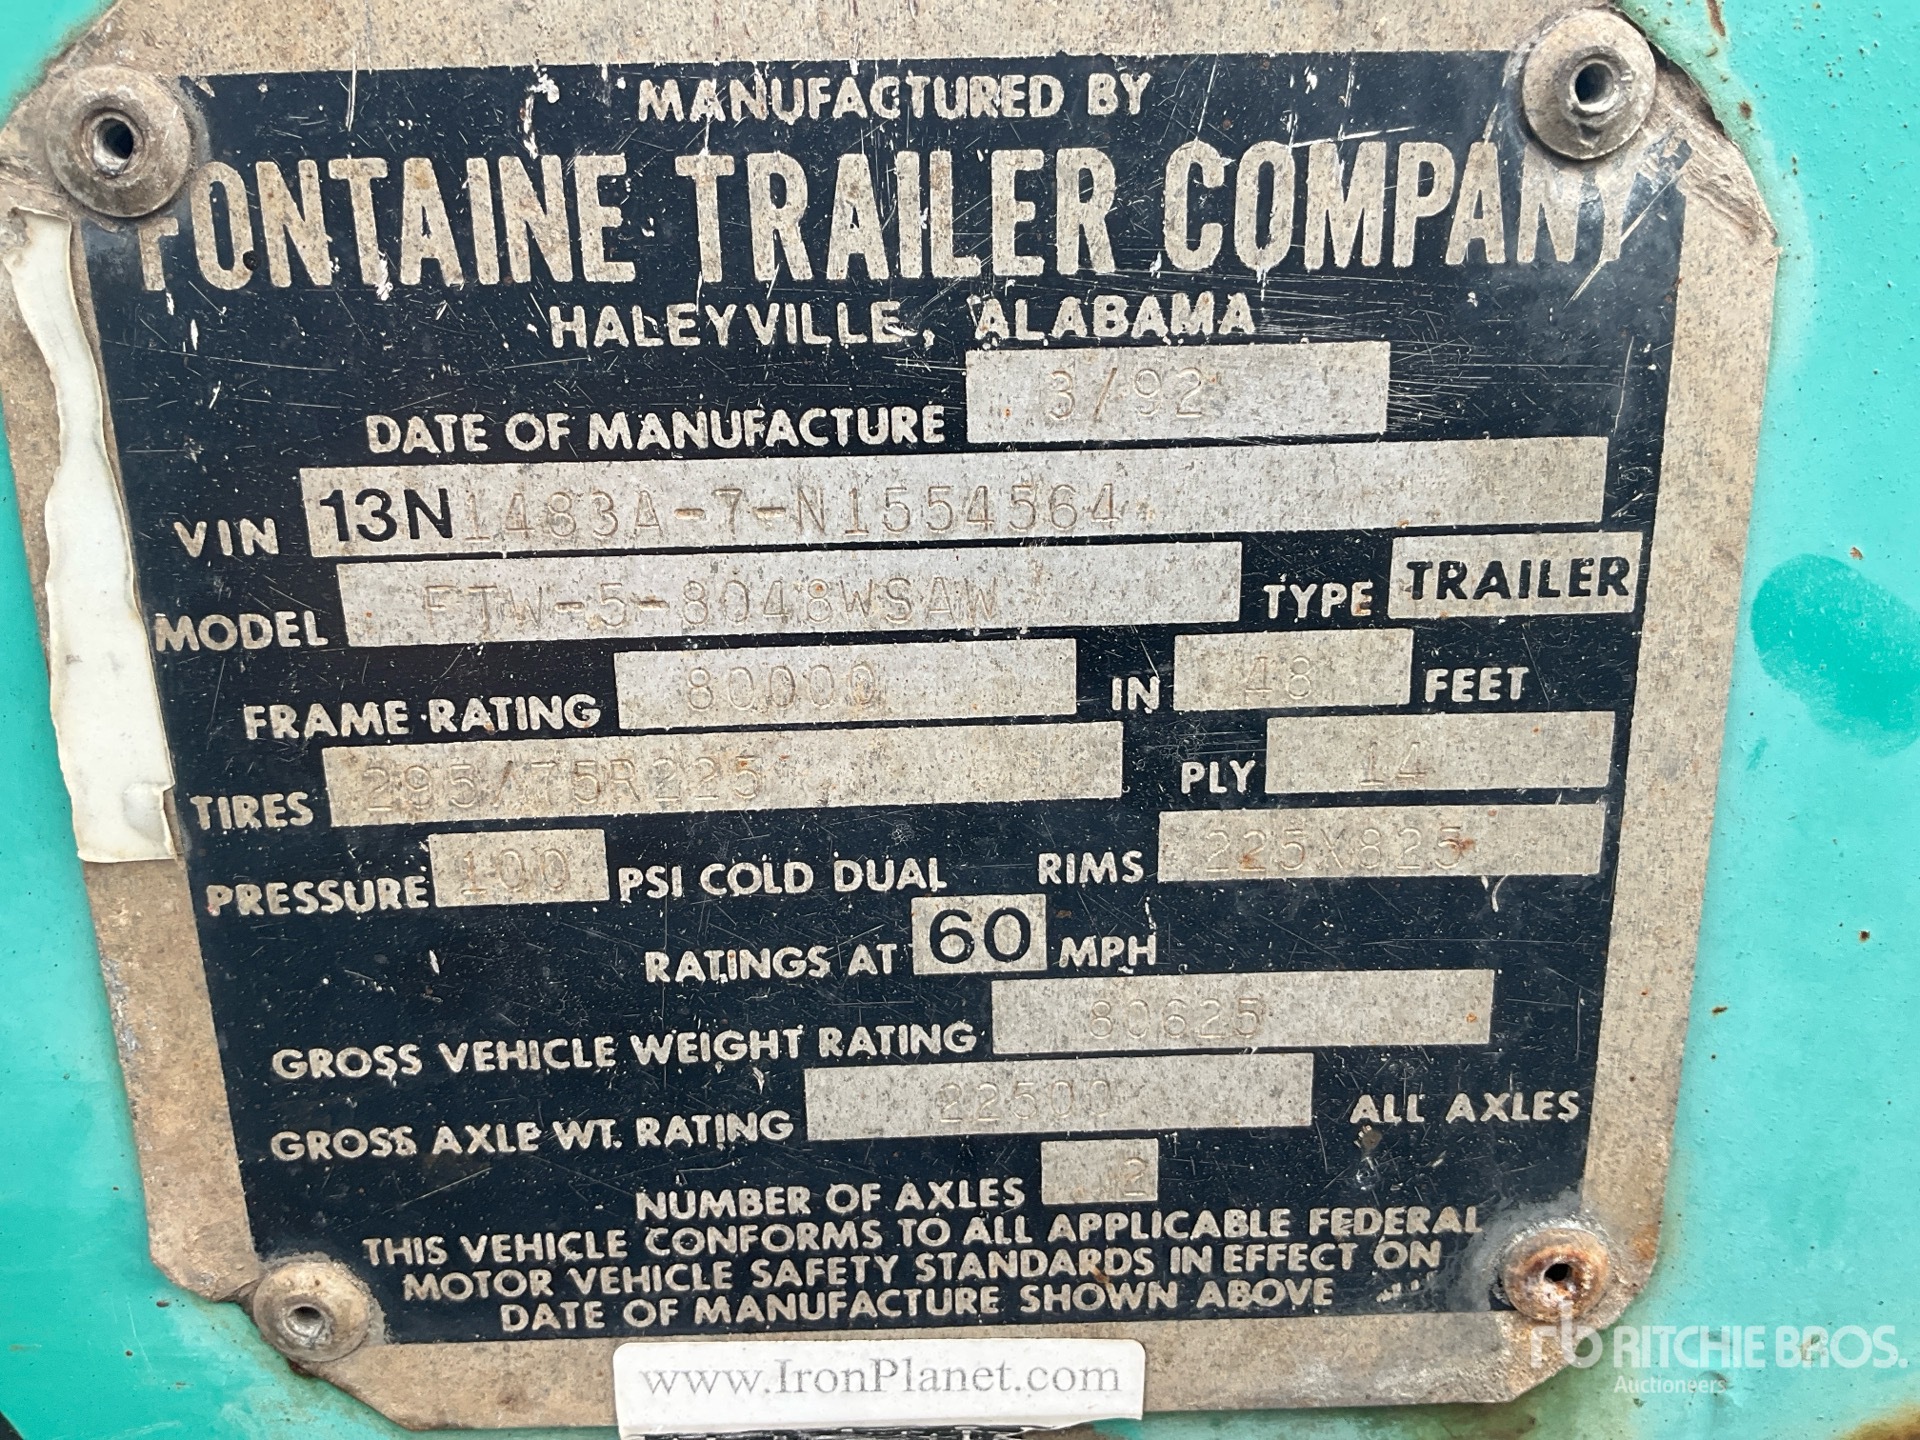 MANUFACTURED BY
FONTAINE TRAILER COMPANY
HALEYVILLE, ALABAMA
DATE OF MANUFACTURE 3/92
VIN 13N1483A-7-N1554564
MODEL FTW-5-8048WSAW TYPE TRAILER
FRAME RATING 80000 IN 48 FEET
TIRES 295/75R225 PLY 14
PRESSURE 100 PSI COLD DUAL RIMS 225X825
RATINGS AT 60 MPH
GROSS VEHICLE WEIGHT RATING 80625
GROSS AXLE WT. RATING 22500 ALL AXLES
NUMBER OF AXLES 2
THIS VEHICLE CONFORMS TO ALL APPLICABLE FEDERAL
MOTOR VEHICLE SAFETY STANDARDS IN EFFECT ON
DATE OF MANUFACTURE SHOWN ABOVE
www.IronPlanet.com
rb RITCHIE BROS.
Auctioneers